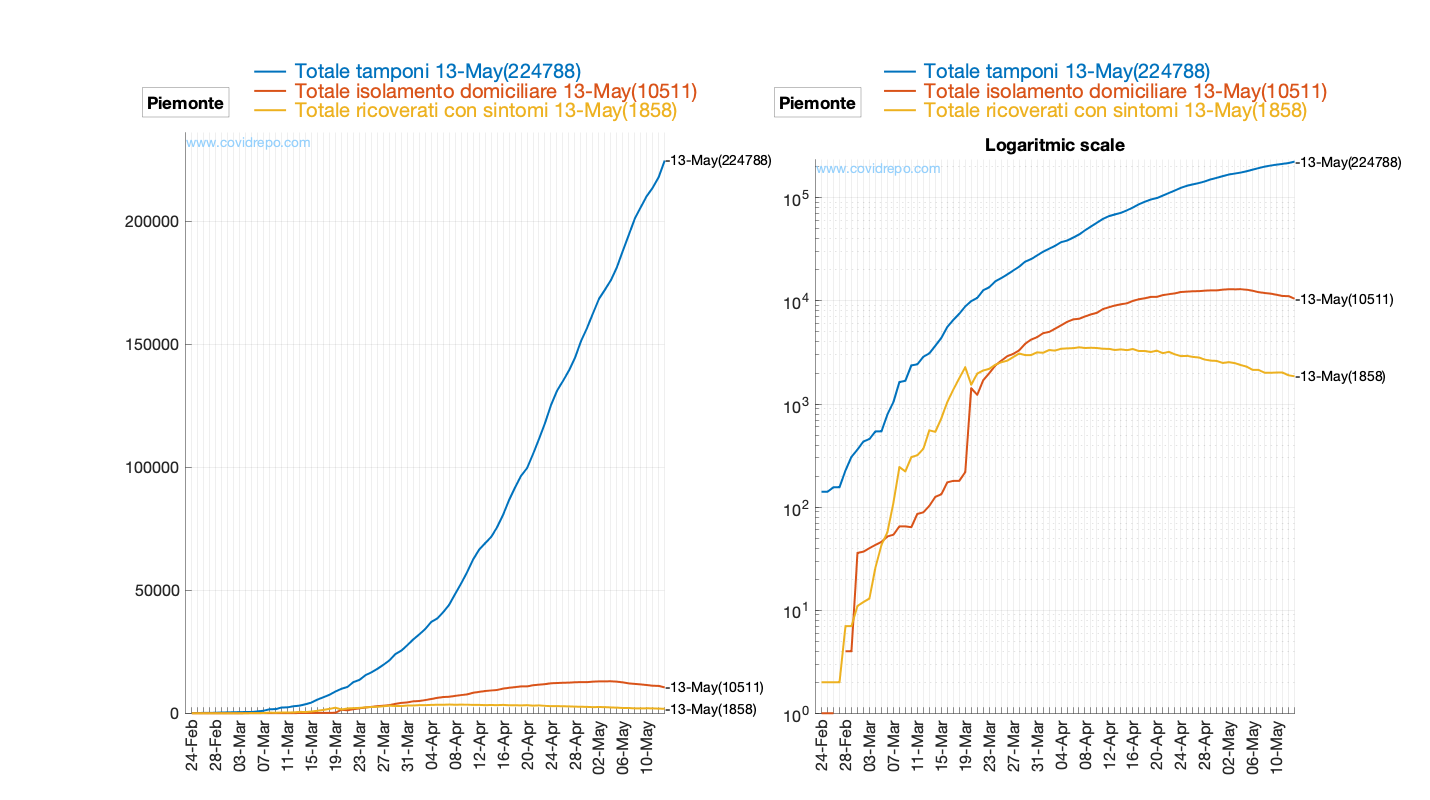 Totale tamponi 13-May(224788)
Totale isolamento domiciliare 13-May(10511)
Totale ricoverati con sintomi 13-May(1858)
Piemonte
www.covidrepo.com
200000
150000
100000
50000
0
-13-May(224788)
-13-May(10511)
-13-May(1858)
24-Feb
28-Feb
03-Mar
07-Mar
11-Mar
15-Mar
19-Mar
23-Mar
27-Mar
31-Mar
04-Apr
08-Apr
12-Apr
16-Apr
20-Apr
24-Apr
28-Apr
02-May
06-May
10-May
Totale tamponi 13-May(224788)
Totale isolamento domiciliare 13-May(10511)
Totale ricoverati con sintomi 13-May(1858)
Piemonte
Logaritmic scale
www.covidrepo.com
10^5
10^4
10^3
10^2
10^1
10^0
-13-May(224788)
-13-May(10511)
-13-May(1858)
24-Feb
28-Feb
03-Mar
07-Mar
11-Mar
15-Mar
19-Mar
23-Mar
27-Mar
31-Mar
04-Apr
08-Apr
12-Apr
16-Apr
20-Apr
24-Apr
28-Apr
02-May
06-May
10-May